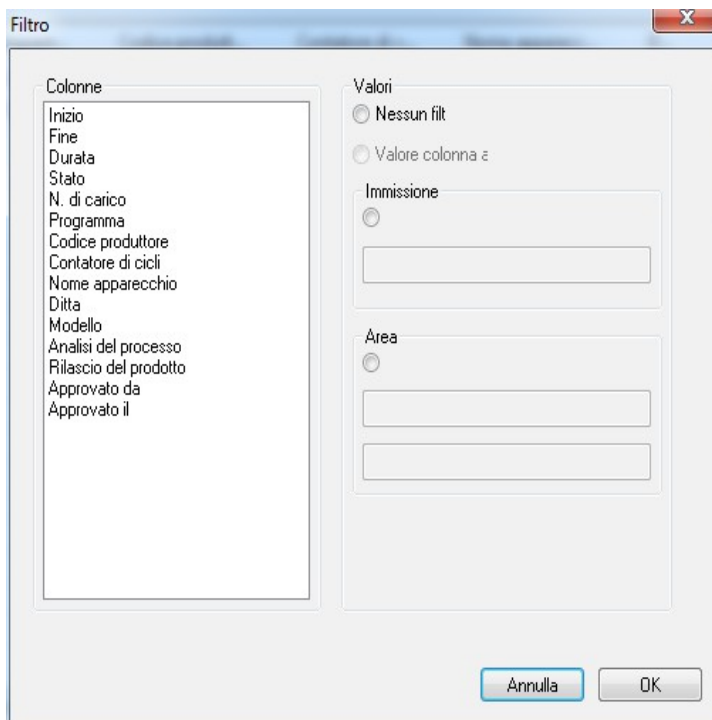 Filtro
Colonne
Inizio
Fine
Durata
Stato
N. di carico
Programma
Codice produttore
Contatore di cicli
Nome apparecchio
Ditta
Modello
Analisi del processo
Rilascio del prodotto
Approvato da
Approvato il
Valori
Nessun filt
Valore colonna a
Immissione
Area
Annulla
OK